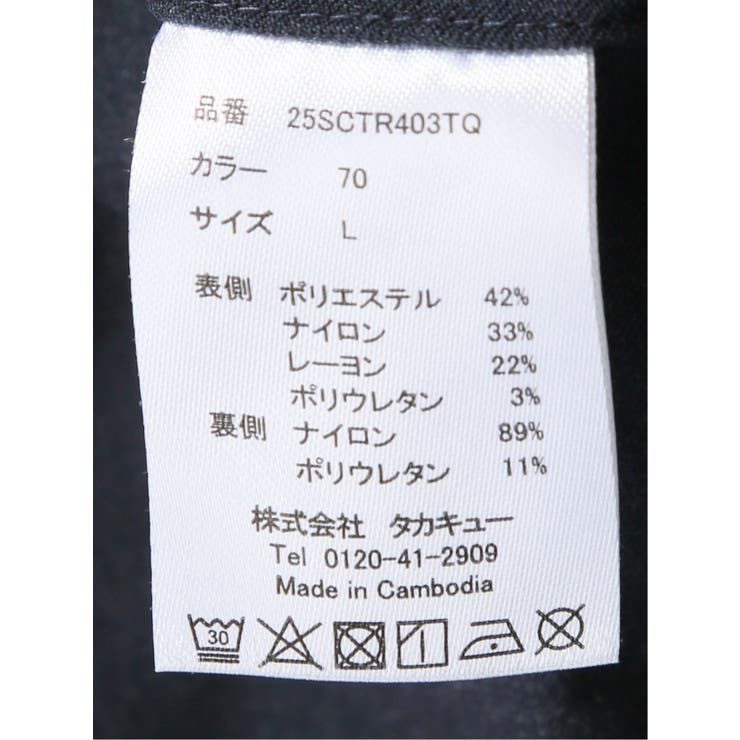 品番 25SCTR403TQ
カラー 70
サイズ L
表側 ポリエステル 42%
ナイロン 33%
レーヨン 22%
ポリウレタン 3%
裏側 ナイロン 89%
ポリウレタン 11%
株式会社 タカキュー
Tel 0120-41-2909
Made in Cambodia
30